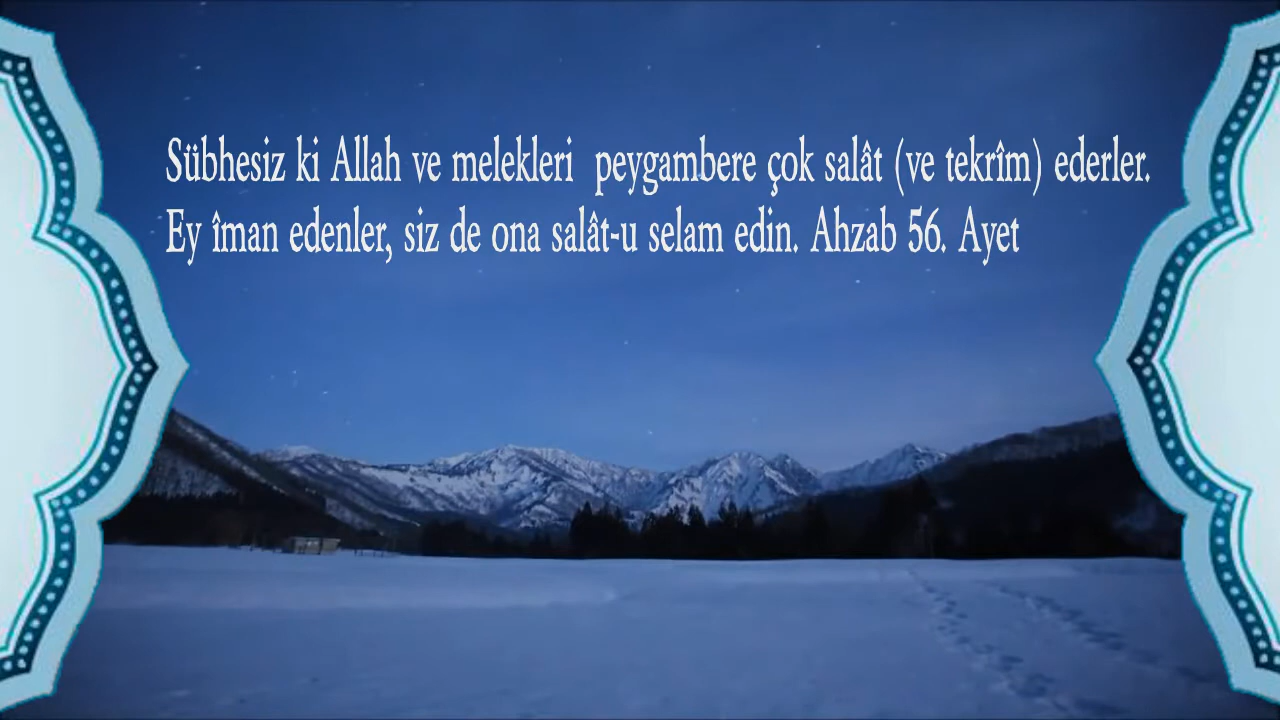 Sübhesiz ki Allah ve melekleri peygambere çok salât (ve tekrîm) ederler.
Ey îman edenler, siz de ona salât-u selam edin. Ahzab 56. Ayet